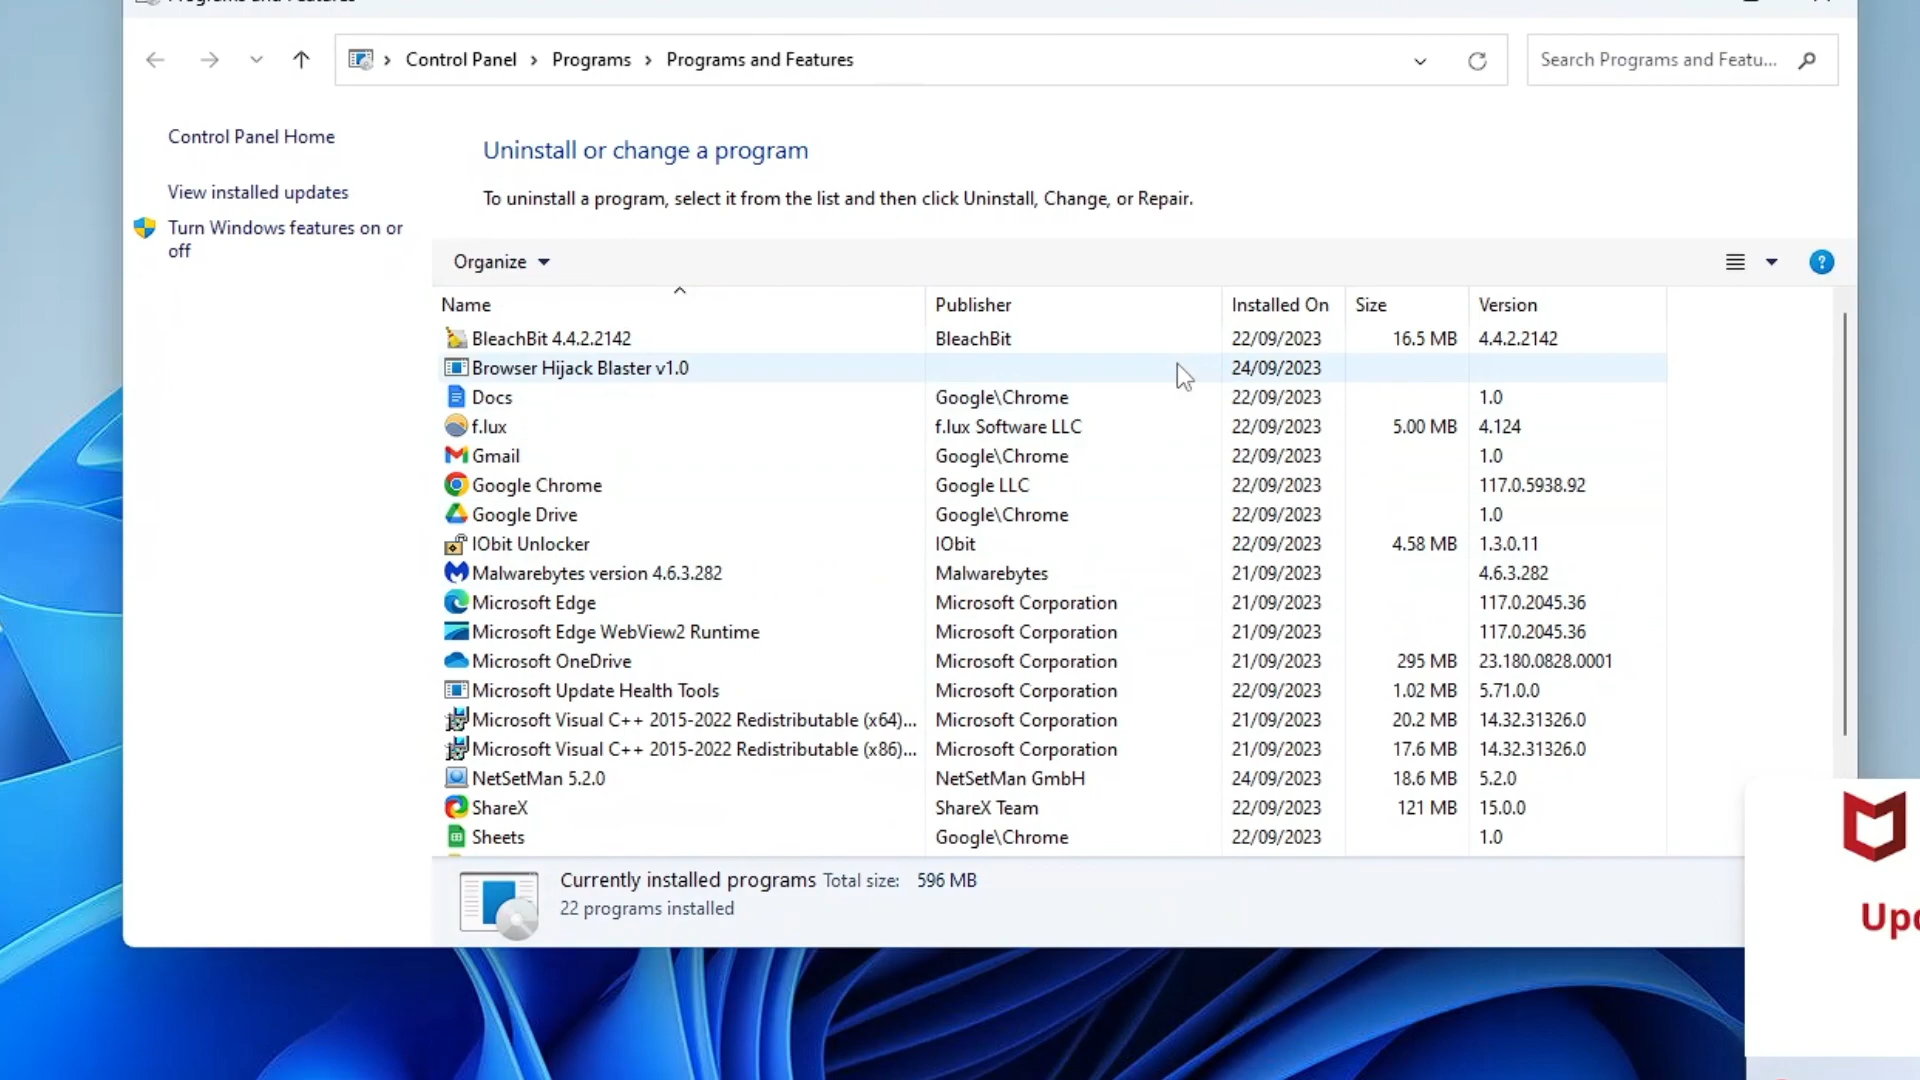 Programs and Features
Control Panel > Programs > Programs and Features
Search Programs and Featu...
Control Panel Home
View installed updates
Turn Windows features on or
off
Uninstall or change a program
To uninstall a program, select it from the list and then click Uninstall, Change, or Repair.
Organize
Name Publisher Installed On Size Version
BleachBit 4.4.2.2142 BleachBit 22/09/2023 16.5 MB 4.4.2.2142
Browser Hijack Blaster v1.0 24/09/2023
Docs Google\Chrome 22/09/2023 1.0
f.lux f.lux Software LLC 22/09/2023 5.00 MB 4.124
Gmail Google\Chrome 22/09/2023 1.0
Google Chrome Google LLC 22/09/2023 117.0.5938.92
Google Drive Google\Chrome 22/09/2023 1.0
IObit Unlocker IObit 22/09/2023 4.58 MB 1.3.0.11
Malwarebytes version 4.6.3.282 Malwarebytes 21/09/2023 4.6.3.282
Microsoft Edge Microsoft Corporation 21/09/2023 117.0.2045.36
Microsoft Edge WebView2 Runtime Microsoft Corporation 21/09/2023 117.0.2045.36
Microsoft OneDrive Microsoft Corporation 21/09/2023 295 MB 23.180.0828.0001
Microsoft Update Health Tools Microsoft Corporation 22/09/2023 1.02 MB 5.71.0.0
Microsoft Visual C++ 2015-2022 Redistributable (x64)... Microsoft Corporation 21/09/2023 20.2 MB 14.32.31326.0
Microsoft Visual C++ 2015-2022 Redistributable (x86)... Microsoft Corporation 21/09/2023 17.6 MB 14.32.31326.0
NetSetMan 5.2.0 NetSetMan GmbH 24/09/2023 18.6 MB 5.2.0
ShareX ShareX Team 22/09/2023 121 MB 15.0.0
Sheets Google\Chrome 22/09/2023 1.0
Currently installed programs Total size: 596 MB
22 programs installed